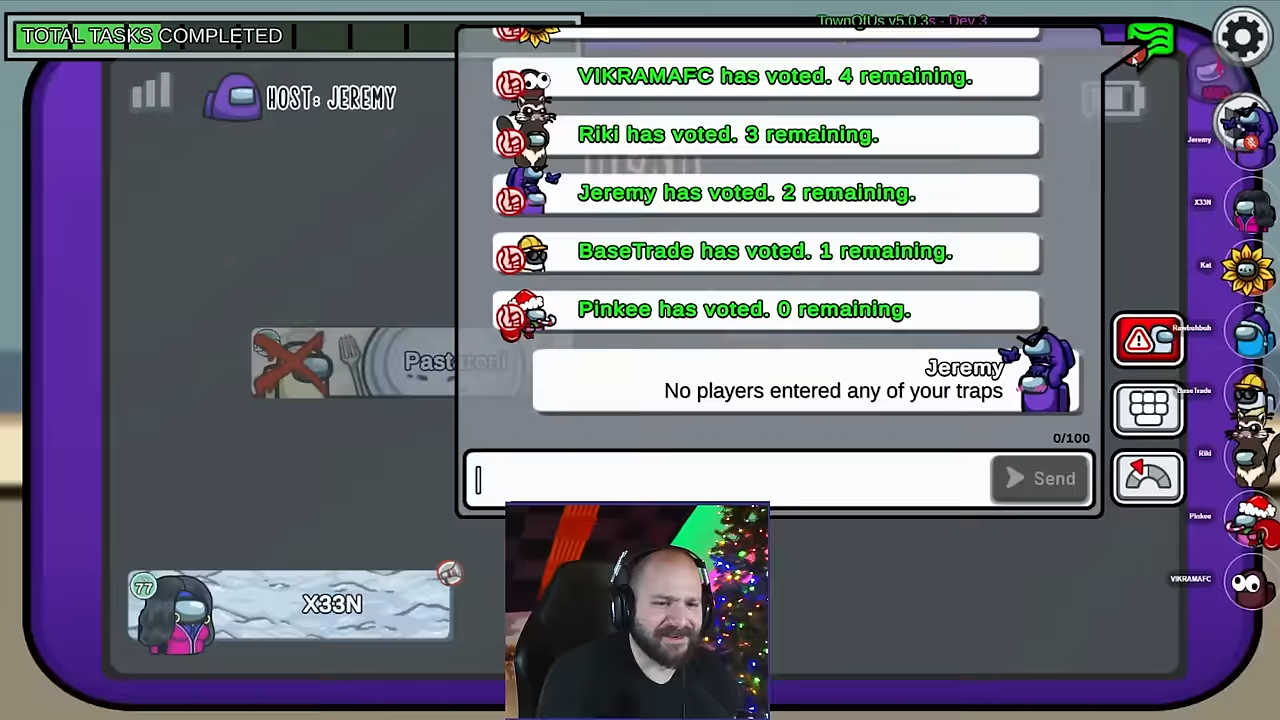 TOTAL TASKS COMPLETED
TownOfUs v5.0.3s - Dev 3
HOST: JEREMY
VIKRAMAFC has voted. 4 remaining.
Riki has voted. 3 remaining.
Jeremy has voted. 2 remaining.
BaseTrade has voted. 1 remaining.
Pinkee has voted. 0 remaining.
Pastaroni
Jeremy
No players entered any of your traps
0/100
Send
77
X33N
Jeremy
X33N
Kat
Rawbuhbuh
BaseTrade
Riki
Pinkee
VIKRAMAFC